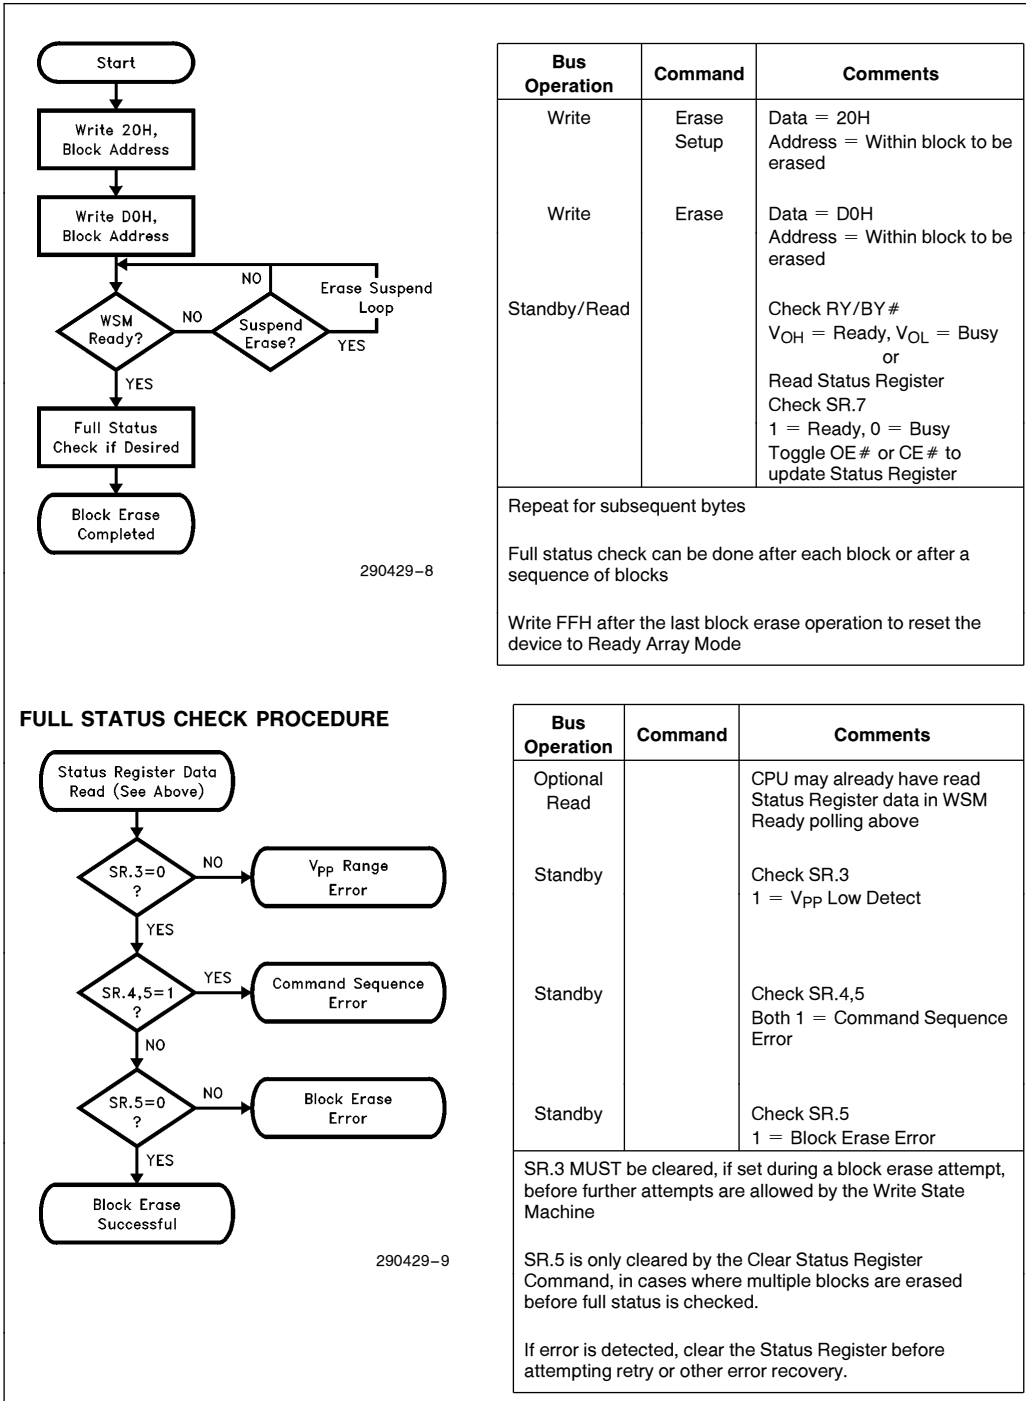 Start
Write 20H,
Block Address
Write D0H,
Block Address
NO
Erase Suspend
Loop
WSM
Ready?
NO
Suspend
Erase?
YES
YES
Full Status
Check if Desired
Block Erase
Completed
290429–8
Bus
Operation
Command
Comments
Write
Erase
Setup
Data = 20H
Address = Within block to be
erased
Write
Erase
Data = D0H
Address = Within block to be
erased
Standby/Read
Check RY/BY#
VOH = Ready, VOL = Busy
or
Read Status Register
Check SR.7
1 = Ready, 0 = Busy
Toggle OE# or CE# to
update Status Register
Repeat for subsequent bytes
Full status check can be done after each block or after a
sequence of blocks
Write FFH after the last block erase operation to reset the
device to Ready Array Mode
FULL STATUS CHECK PROCEDURE
Status Register Data
Read (See Above)
SR.3=0
?
NO
VPP Range
Error
YES
SR.4,5=1
?
YES
Command Sequence
Error
NO
SR.5=0
?
NO
Block Erase
Error
YES
Block Erase
Successful
290429–9
Bus
Operation
Command
Comments
Optional
Read
CPU may already have read
Status Register data in WSM
Ready polling above
Standby
Check SR.3
1 = VPP Low Detect
Standby
Check SR.4,5
Both 1 = Command Sequence
Error
Standby
Check SR.5
1 = Block Erase Error
SR.3 MUST be cleared, if set during a block erase attempt,
before further attempts are allowed by the Write State
Machine
SR.5 is only cleared by the Clear Status Register
Command, in cases where multiple blocks are erased
before full status is checked.
If error is detected, clear the Status Register before
attempting retry or other error recovery.